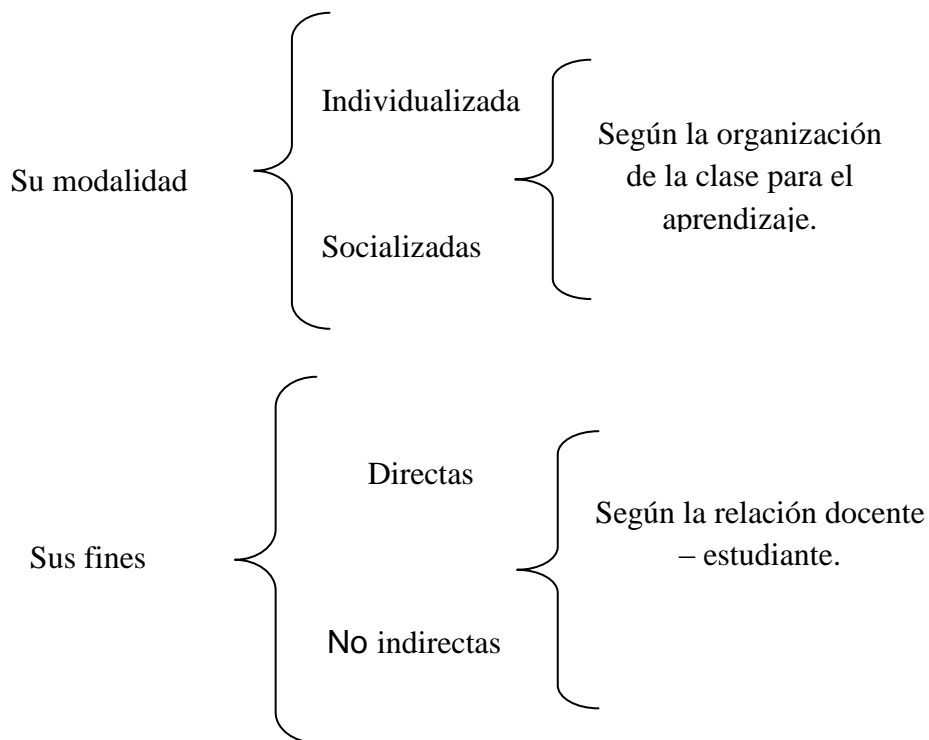 Su modalidad
Individualizada
Socializadas
Según la organización
de la clase para el
aprendizaje.
Sus fines
Directas
No indirectas
Según la relación docente
– estudiante.